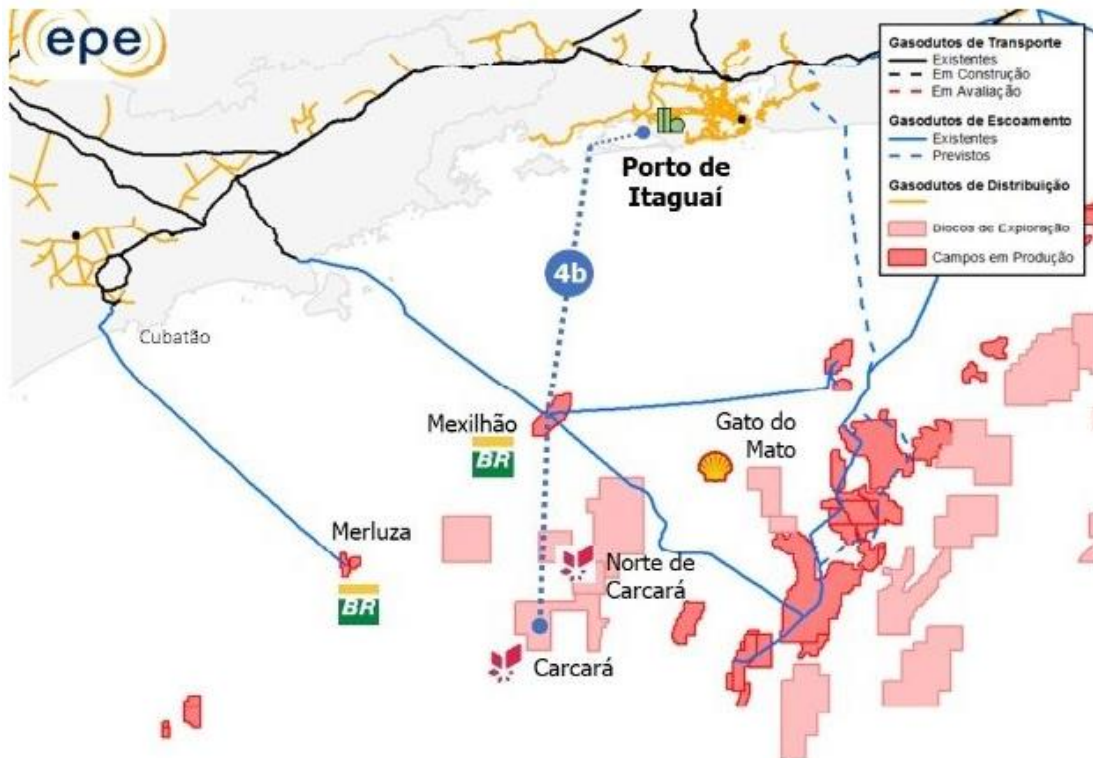 epe
Gasodutos de Transporte
Existentes
Em Construção
Em Avaliação
Gasodutos de Escoamento
Existentes
Previstos
Gasodutos de Distribuição
Blocos de Exploração
Campos em Produção
Porto de
Itaguaí
4b
Cubatão
Mexilhão
BR
Gato do
Mato
Merluza
BR
Norte de
Carcará
Carcará